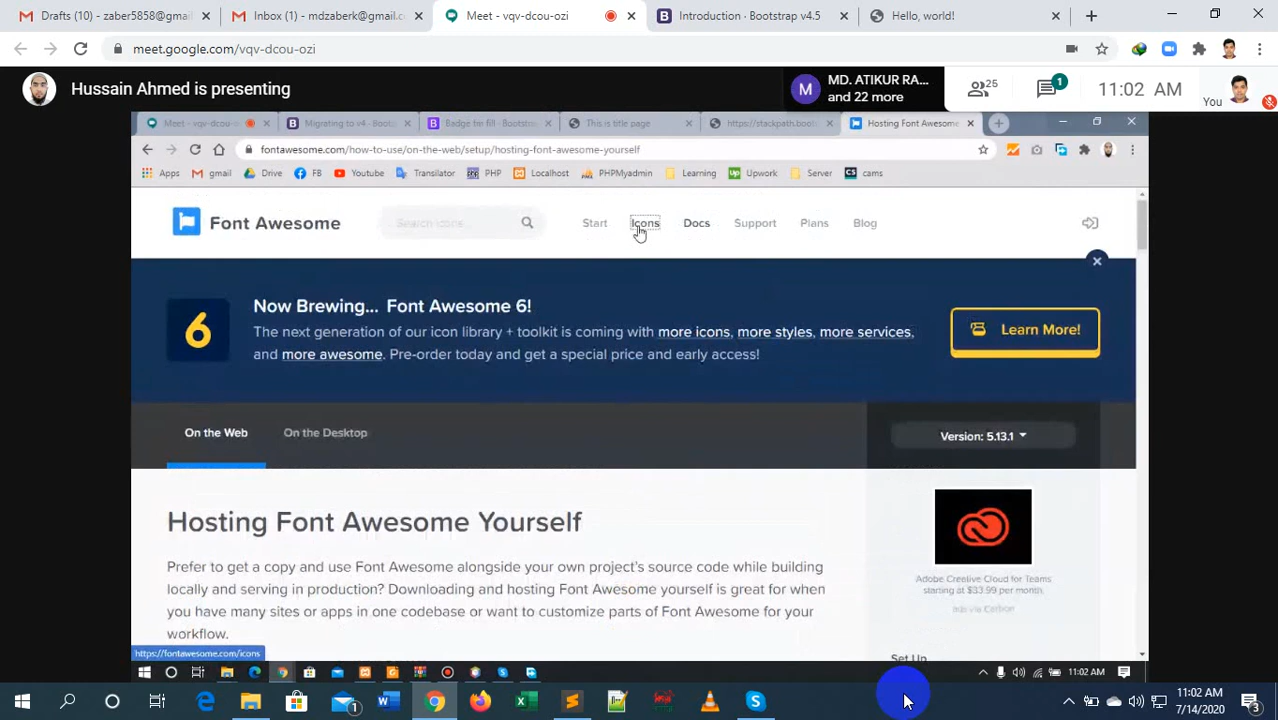 Drafts (10) - zaber5858@gmail
Inbox (1) - mdzaberk@gmail.c
Meet - vqv-dcou-ozi
Introduction · Bootstrap v4.5
Hello, world!
meet.google.com/vqv-dcou-ozi
Hussain Ahmed is presenting
M
MD. ATIKUR RA...
and 22 more
25
1
11:02 AM
You
Meet - vqv-dcou-o
Migrating to v4 · Boots
Badge for fill - Bootstra
This is title page
https://stackpath.boots
Hosting Font Awesome
fontawesome.com/how-to-use/on-the-web/setup/hosting-font-awesome-yourself
Apps
gmail
Drive
FB
Youtube
Translator
PHP
Localhost
PHPMyadmin
Learning
Upwork
Server
cams
Font Awesome
Search icons...
Start
Icons
Docs
Support
Plans
Blog
6
Now Brewing... Font Awesome 6!
The next generation of our icon library + toolkit is coming with more icons, more styles, more services,
and more awesome. Pre-order today and get a special price and early access!
Learn More!
On the Web
On the Desktop
Version: 5.13.1
Hosting Font Awesome Yourself
Prefer to get a copy and use Font Awesome alongside your own project's source code while building
locally and serving in production? Downloading and hosting Font Awesome yourself is great for when
you have many sites or apps in one codebase or want to customize parts of Font Awesome for your
workflow.
Adobe Creative Cloud for Teams
starting at $33.99 per month.
ads via Carbon
Set Up
https://fontawesome.com/icons
11:02 AM
1
11:02 AM
7/14/2020
3